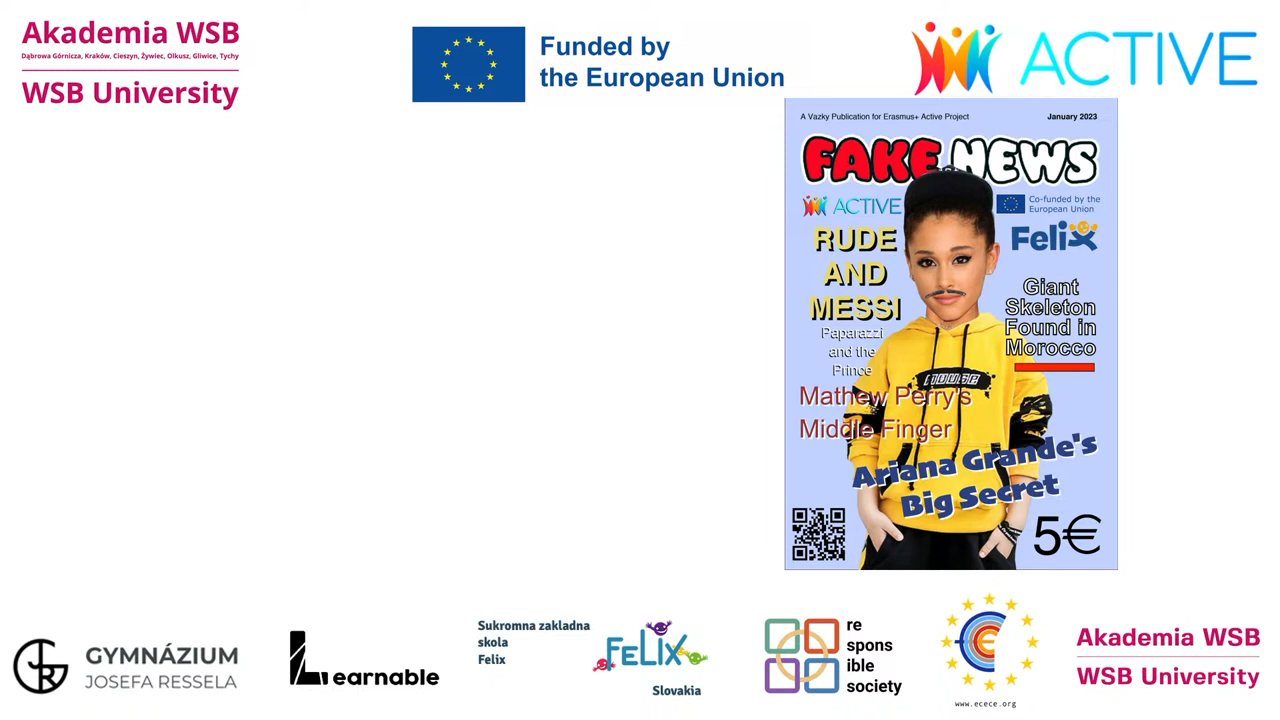 Akademia WSB
Dąbrowa Górnicza, Kraków, Cieszyn, Żywiec, Olkusz, Gliwice, Tychy
WSB University
Funded by
the European Union
ACTIVE
A Vazky Publication for Erasmus+ Active Project
January 2023
FAKE NEWS
ACTIVE
Co-funded by the
European Union
Felix
RUDE
AND
MESSI
Paparazzi
and the
Prince
Giant
Skeleton
Found in
Morocco
Mathew Perry's
Middle Finger
Ariana Grande's
Big Secret
5€
GYMNÁZIUM
JOSEFA RESSELA
Learnable
Sukromna zakladna
skola
Felix
FELIX
Slovakia
re
spons
ible
society
www.ecece.org
Akademia WSB
WSB University